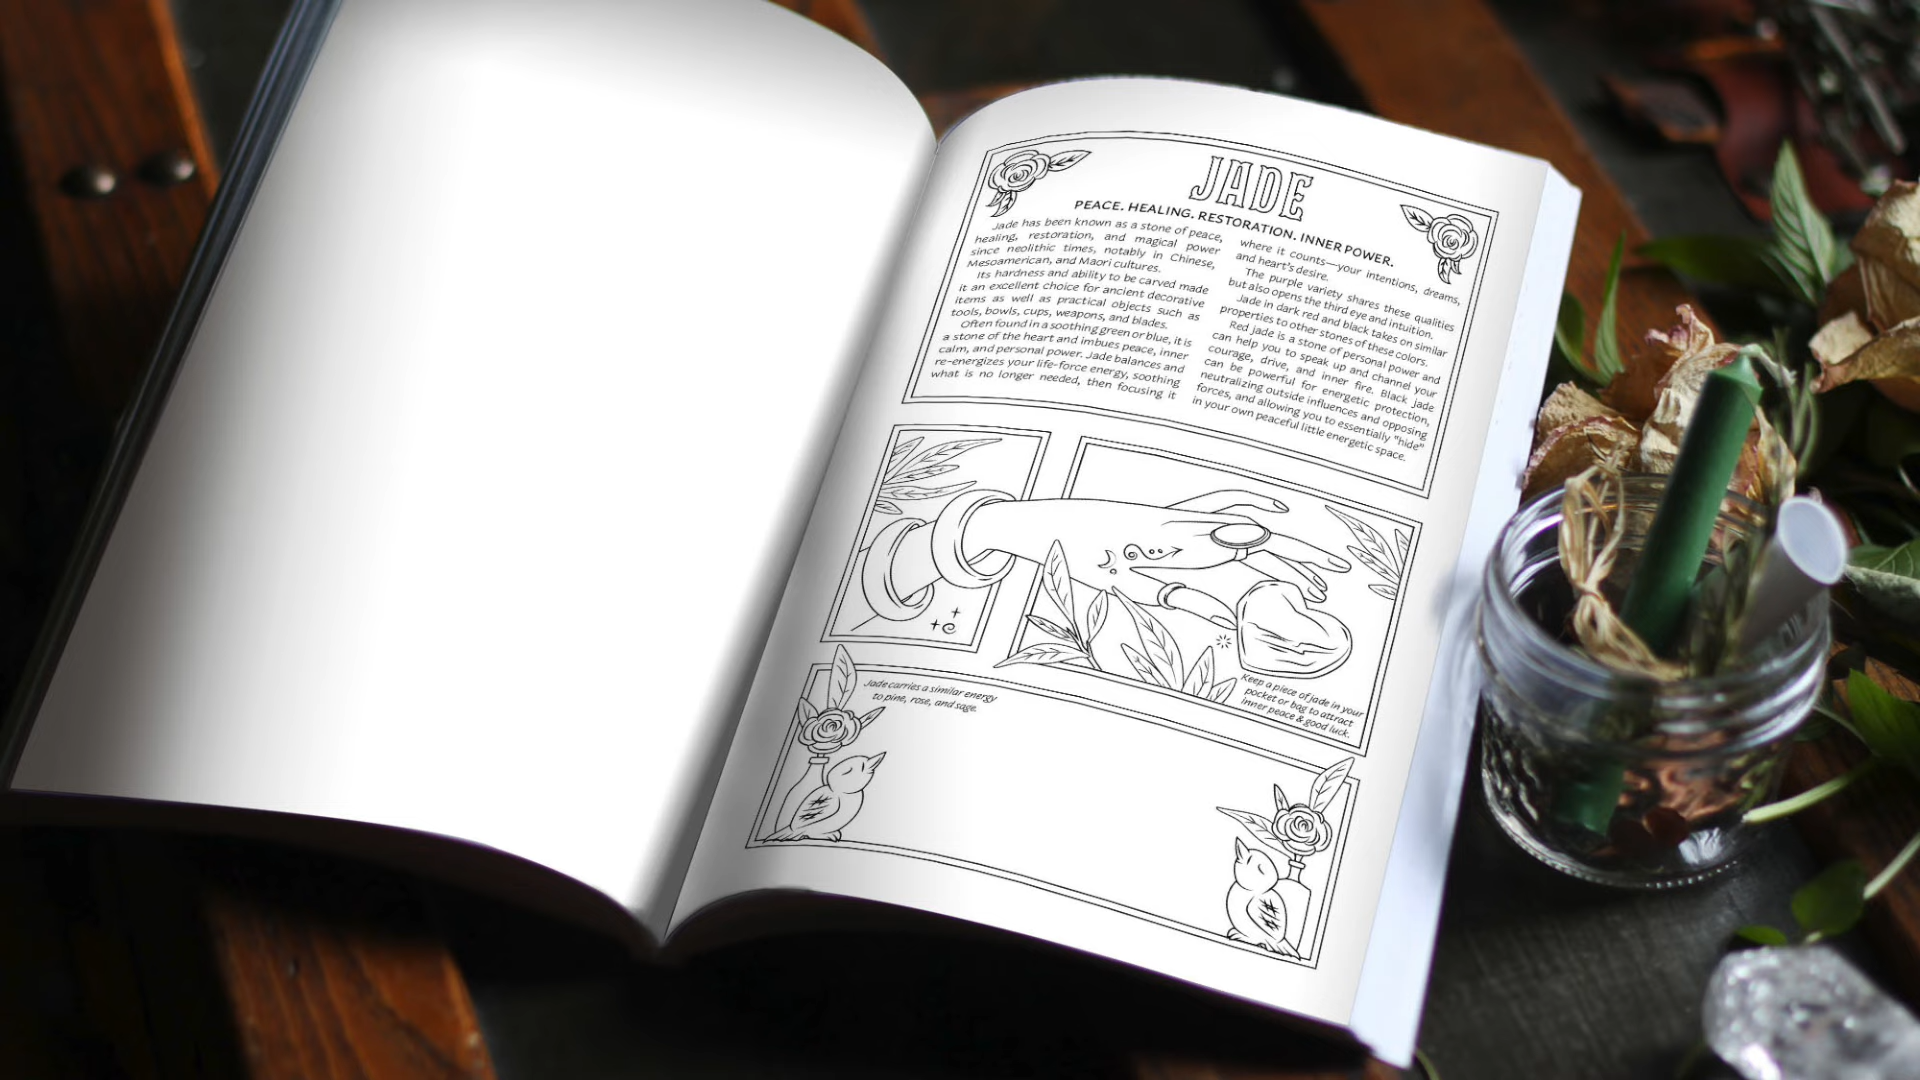 JADE
PEACE. HEALING. RESTORATION. INNER POWER.
Jade has been known as a stone of peace,
healing, restoration, and magical power
since neolithic times, notably in Chinese,
Mesoamerican, and Maori cultures.
Its hardness and ability to be carved made
it an excellent choice for ancient decorative
items as well as practical objects such as
tools, bowls, cups, weapons, and blades.
Often found in a soothing green or blue, it is
a stone of the heart and imbues peace, inner
calm, and personal power. Jade balances and
re-energizes your life-force energy, soothing
what is no longer needed, then focusing it
where it counts—your intentions, dreams,
and heart's desire.
The purple variety shares these qualities
but also opens the third eye and intuition.
Jade in dark red and black takes on similar
properties to other stones of these colors.
Red jade is a stone of personal power and
can help you to speak up and channel your
courage, drive, and inner fire. Black jade
can be powerful for energetic protection,
neutralizing outside influences and opposing
forces, and allowing you to essentially "hide"
in your own peaceful little energetic space.
Keep a piece of jade in your
pocket or bag to attract
inner peace & good luck.
Jade carries a similar energy
to pine, rose, and sage.